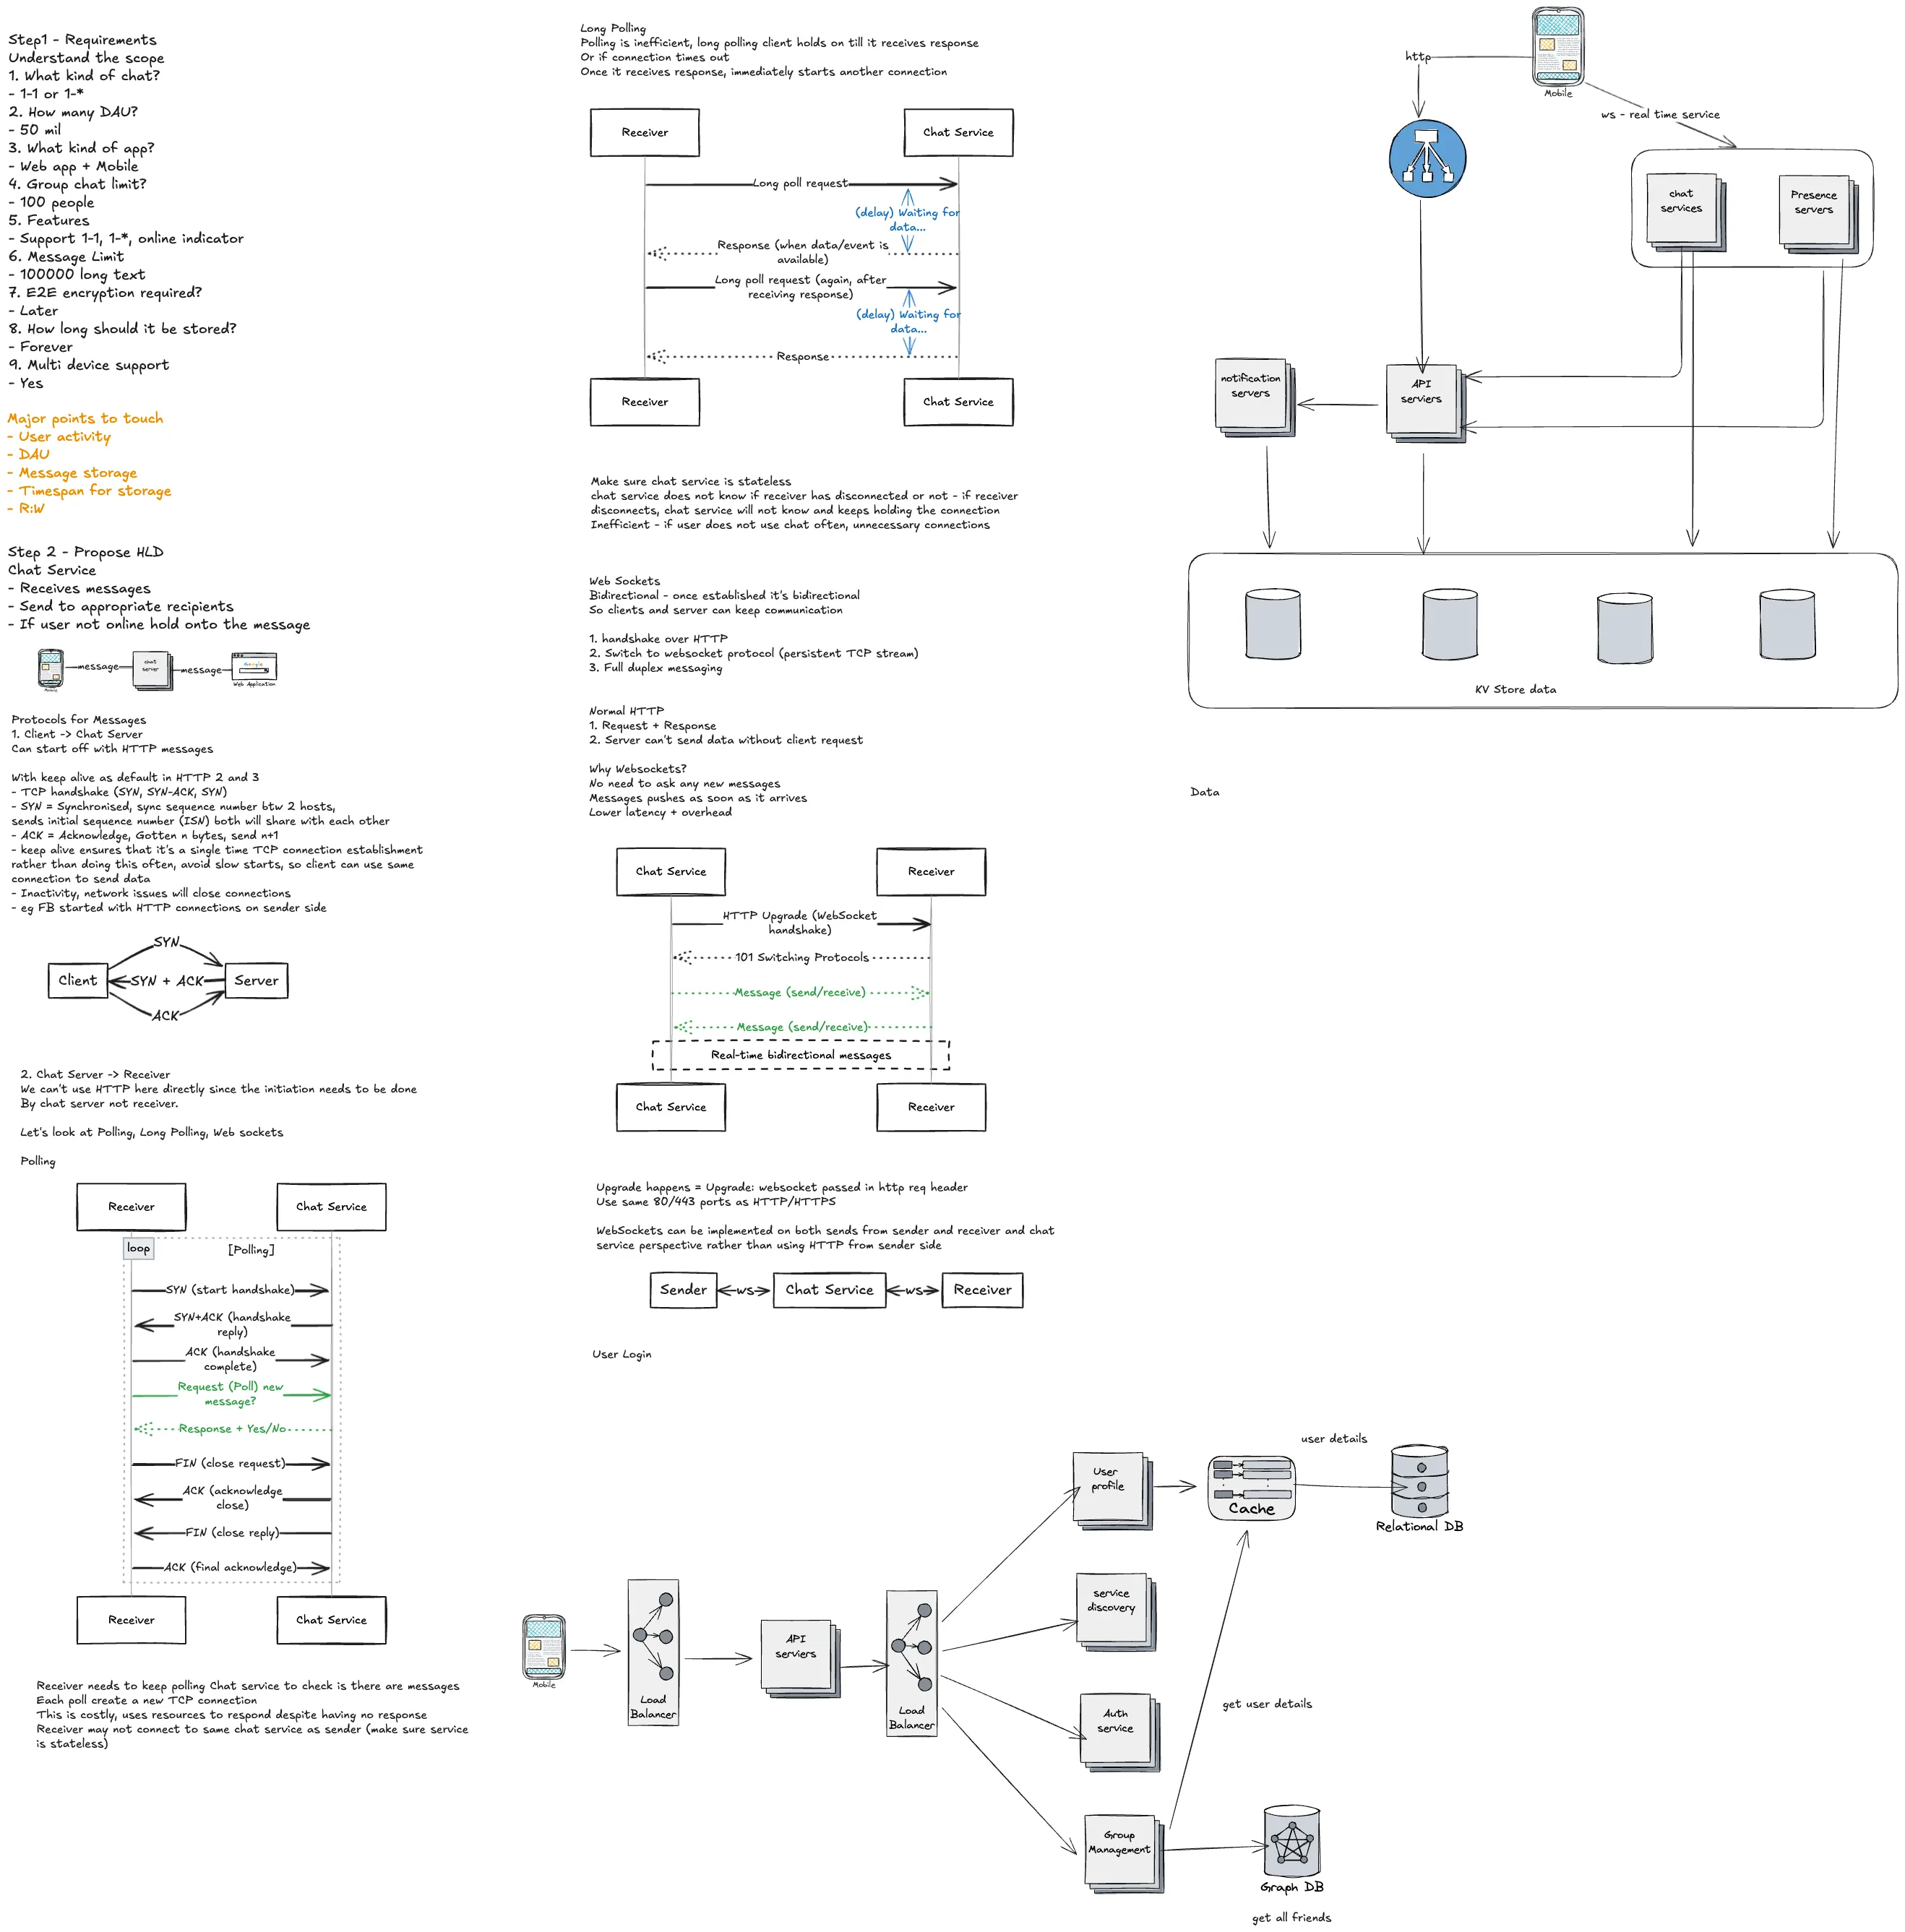 Step1 - Requirements
Understand the scope
1. What kind of chat?
- 1-1 or 1-*
2. How many DAU?
- 50 mil
3. What kind of app?
- Web app + Mobile
4. Group chat limit?
- 100 people
5. Features
- Support 1-1, 1-*, online indicator
6. Message Limit
- 100000 long text
7. E2E encryption required?
- Later
8. How long should it be stored?
- Forever
9. Multi device support
- Yes
Major points to touch
- User activity
- DAU
- Message storage
- Timespan for storage
- R:W
Step 2 - Propose HLD
Chat Service
- Receives messages
- Send to appropriate recipients
- If user not online hold onto the message
message
chat
server
message
Google
Mobile
Web Application
Protocols for Messages
1. Client -> Chat Server
Can start off with HTTP messages
With keep alive as default in HTTP 2 and 3
- TCP handshake (SYN, SYN-ACK, SYN)
- SYN = Synchronised, sync sequence number btw 2 hosts,
sends initial sequence number (ISN) both will share with each other
- ACK = Acknowledge, Gotten n bytes, send n+1
- keep alive ensures that it's a single time TCP connection establishment
rather than doing this often, avoid slow starts, so client can use same
connection to send data
- Inactivity, network issues will close connections
- eg FB started with HTTP connections on sender side
SYN
Client
SYN + ACK
Server
ACK
2. Chat Server -> Receiver
We can't use HTTP here directly since the initiation needs to be done
By chat server not receiver.
Let's look at Polling, Long Polling, Web sockets
Polling
Receiver
Chat Service
loop
[Polling]
SYN (start handshake)
SYN+ACK (handshake
reply)
ACK (handshake
complete)
Request (Poll) new
message?
Response + Yes/No
FIN (close request)
ACK (acknowledge
close)
FIN (close reply)
ACK (final acknowledge)
Receiver
Chat Service
Receiver needs to keep polling Chat service to check is there are messages
Each poll create a new TCP connection
This is costly, uses resources to respond despite having no response
Receiver may not connect to same chat service as sender (make sure service
is stateless)
Long Polling
Polling is inefficient, long polling client holds on till it receives response
Or if connection times out
Once it receives response, immediately starts another connection
Receiver
Chat Service
Long poll request
(delay) Waiting for
data...
Response (when data/event is
available)
Long poll request (again, after
receiving response)
(delay) Waiting for
data...
Response
Receiver
Chat Service
Make sure chat service is stateless
chat service does not know if receiver has disconnected or not - if receiver
disconnects, chat service will not know and keeps holding the connection
Inefficient - if user does not use chat often, unnecessary connections
Web Sockets
Bidirectional - once established it's bidirectional
So clients and server can keep communication
1. handshake over HTTP
2. Switch to websocket protocol (persistent TCP stream)
3. Full duplex messaging
Normal HTTP
1. Request + Response
2. Server can't send data without client request
Why Websockets?
No need to ask any new messages
Messages pushes as soon as it arrives
Lower latency + overhead
Chat Service
Receiver
HTTP Upgrade (WebSocket
handshake)
101 Switching Protocols
Message (send/receive)
Message (send/receive)
Real-time bidirectional messages
Chat Service
Receiver
Upgrade happens = Upgrade: websocket passed in http req header
Use same 80/443 ports as HTTP/HTTPS
WebSockets can be implemented on both sends from sender and receiver and chat
service perspective rather than using HTTP from sender side
Sender
ws
Chat Service
ws
Receiver
User Login
Mobile
Load
Balancer
API
serviers
Load
Balancer
User
profile
service
discovery
Auth
service
Group
Management
Cache
user details
Relational DB
get user details
Graph DB
get all friends
http
Mobile
ws - real time service
chat
services
Presence
servers
notification
servers
API
serviers
KV Store data
Data